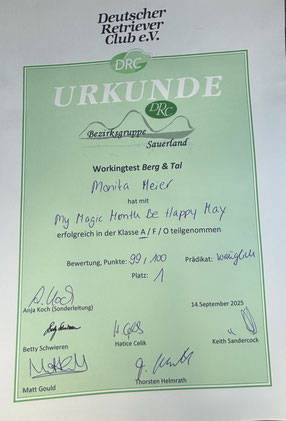 Deutscher
Retriever
Club e.V.
DRC
URKUNDE
DRC
Bezirksgruppe
Sauerland
Workingtest Berg & Tal
Monika Meier
hat mit
My Magic Month Be Happy May
erfolgreich in der Klasse A / F / O teilgenommen
Bewertung, Punkte: 99/100 Prädikat: vorzüglich
Platz: 1
Anja Koch (Sonderleitung)
14.September 2025
Betty Schwieren
Hatice Celik
Keith Sandercock
Matt Gould
Thorsten Helmrath